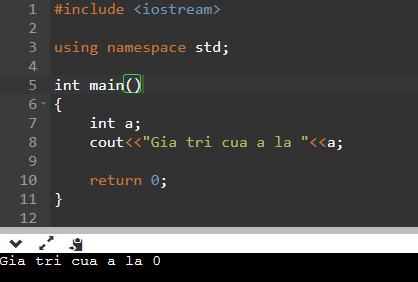 1 #include <iostream>
2
3 using namespace std;
4
5 int main()
6 {
7     int a;
8     cout<<"Gia tri cua a la "<<a;
9
10     return 0;
11 }
12
Gia tri cua a la 0